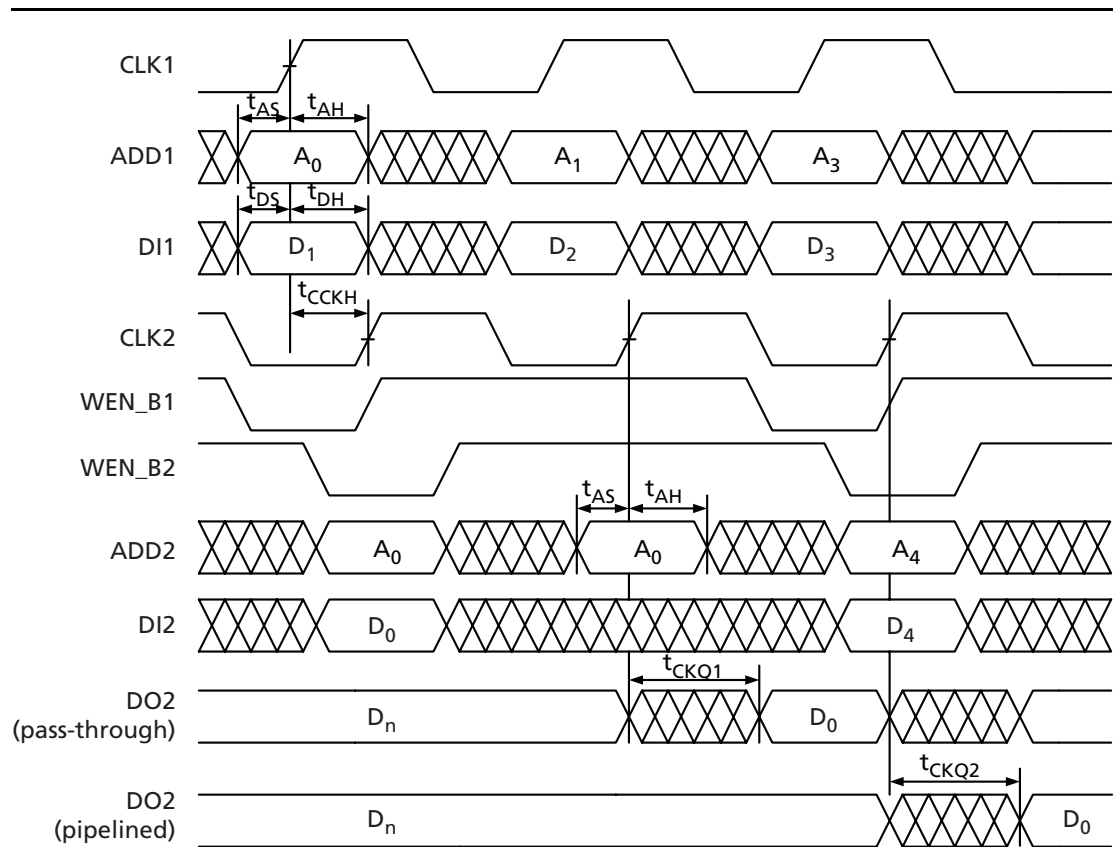 CLK1
tAS tAH
ADD1 A0 A1 A3
tDS tDH
DI1 D1 D2 D3
tCCKH
CLK2
WEN_B1
WEN_B2
tAS tAH
ADD2 A0 A0 A4
DI2 D0 D4
tCKQ1
DO2
(pass-through) Dn D0
tCKQ2
DO2
(pipelined) Dn D0